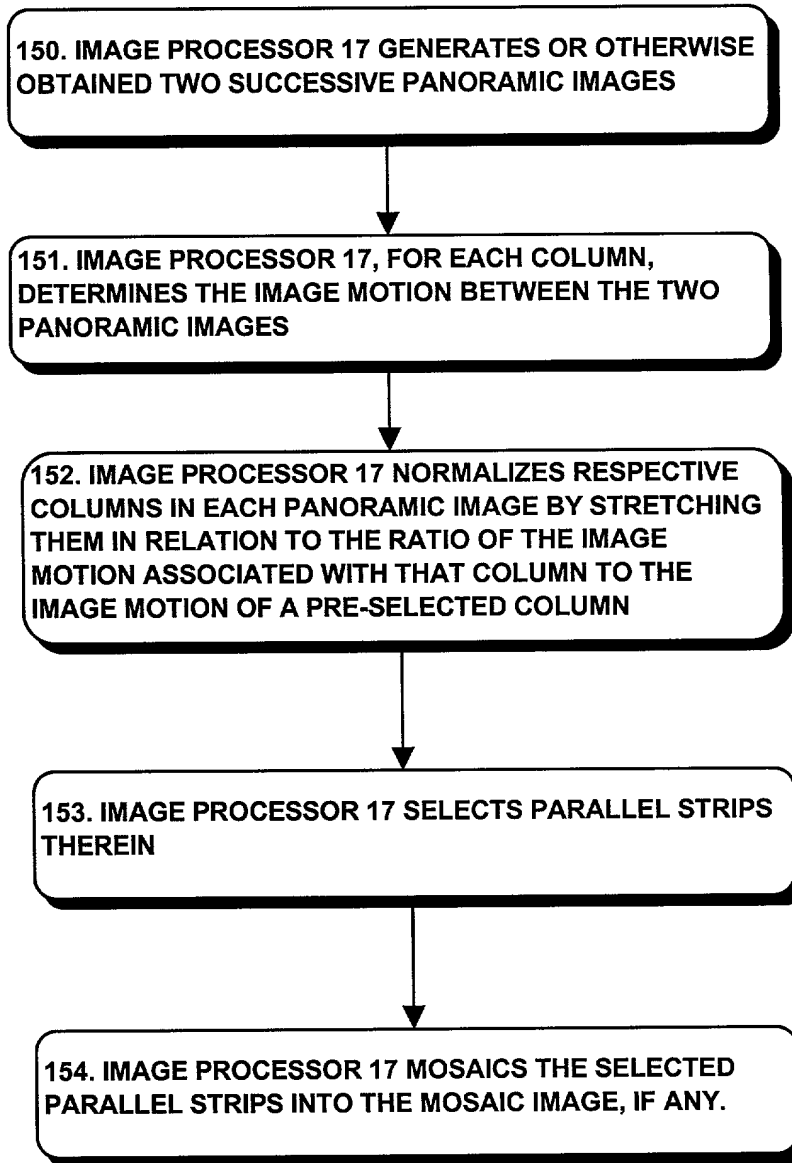 150. IMAGE PROCESSOR 17 GENERATES OR OTHERWISE
OBTAINED TWO SUCCESSIVE PANORAMIC IMAGES
151. IMAGE PROCESSOR 17, FOR EACH COLUMN,
DETERMINES THE IMAGE MOTION BETWEEN THE TWO
PANORAMIC IMAGES
152. IMAGE PROCESSOR 17 NORMALIZES RESPECTIVE
COLUMNS IN EACH PANORAMIC IMAGE BY STRETCHING
THEM IN RELATION TO THE RATIO OF THE IMAGE
MOTION ASSOCIATED WITH THAT COLUMN TO THE
IMAGE MOTION OF A PRE-SELECTED COLUMN
153. IMAGE PROCESSOR 17 SELECTS PARALLEL STRIPS
THEREIN
154. IMAGE PROCESSOR 17 MOSAICS THE SELECTED
PARALLEL STRIPS INTO THE MOSAIC IMAGE, IF ANY.